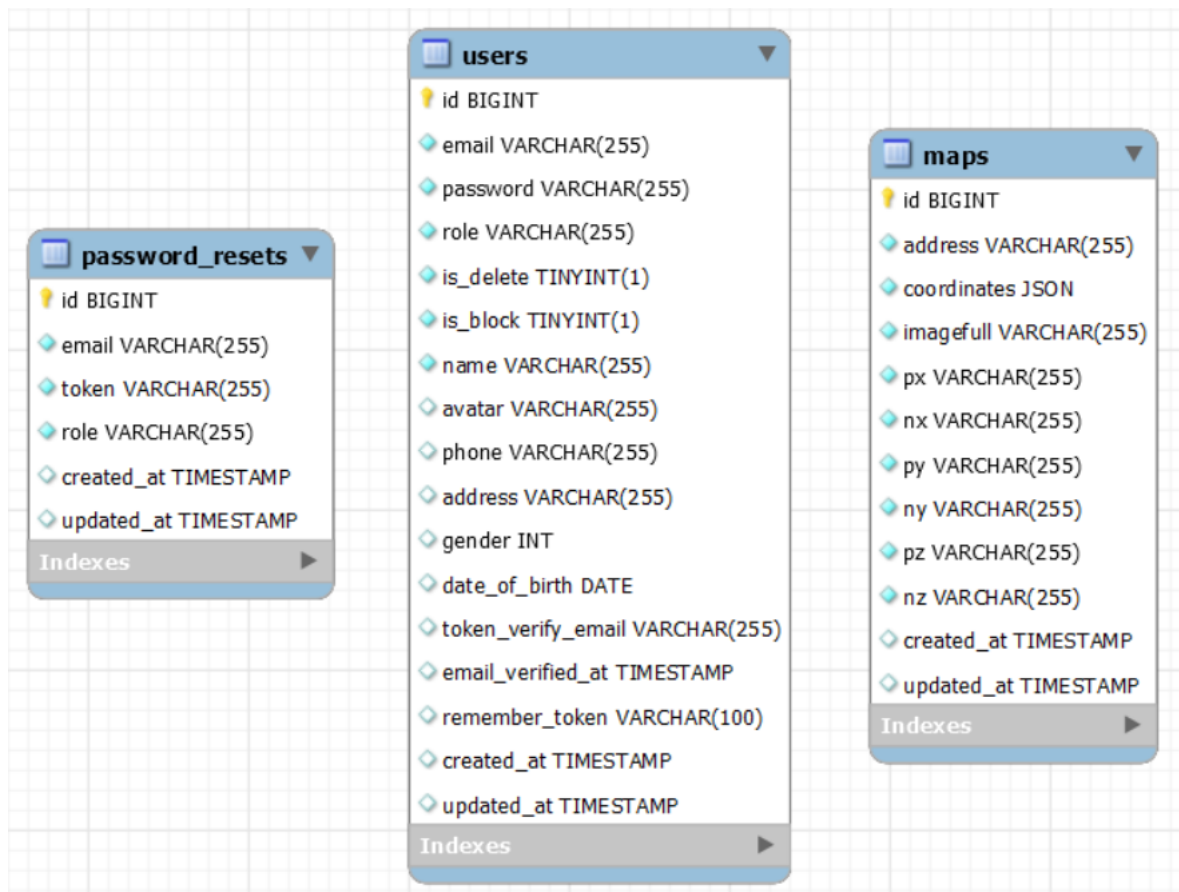 password_resets
id BIGINT
email VARCHAR(255)
token VARCHAR(255)
role VARCHAR(255)
created_at TIMESTAMP
updated_at TIMESTAMP
Indexes
users
id BIGINT
email VARCHAR(255)
password VARCHAR(255)
role VARCHAR(255)
is_delete TINYINT(1)
is_block TINYINT(1)
name VARCHAR(255)
avatar VARCHAR(255)
phone VARCHAR(255)
address VARCHAR(255)
gender INT
date_of_birth DATE
token_verify_email VARCHAR(255)
email_verified_at TIMESTAMP
remember_token VARCHAR(100)
created_at TIMESTAMP
updated_at TIMESTAMP
Indexes
maps
id BIGINT
address VARCHAR(255)
coordinates JSON
imagefull VARCHAR(255)
px VARCHAR(255)
nx VARCHAR(255)
py VARCHAR(255)
ny VARCHAR(255)
pz VARCHAR(255)
nz VARCHAR(255)
created_at TIMESTAMP
updated_at TIMESTAMP
Indexes